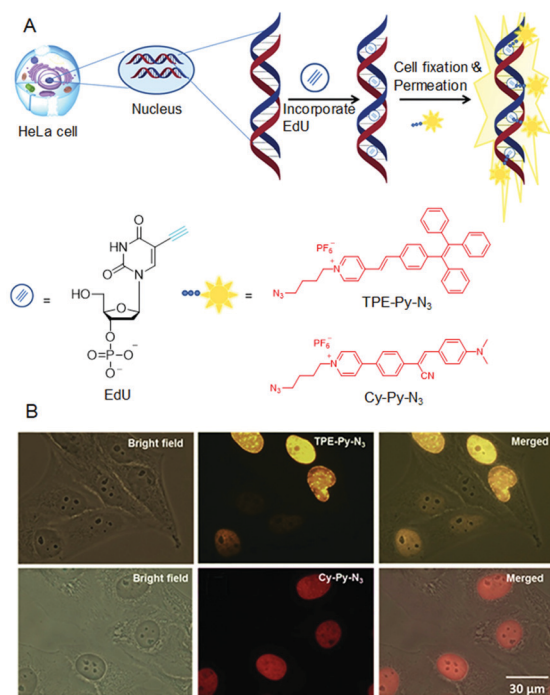 A
HeLa cell
Nucleus
Incorporate
EdU
Cell fixation &
Permeation
O
HN
O
N
HO
O
O
O=P-O⁻
O⁻
EdU
=
=
PF₆⁻
N⁺
N₃
TPE-Py-N₃
PF₆⁻
N⁺
N₃
CN
N
Cy-Py-N₃
B
Bright field
TPE-Py-N₃
Merged
Bright field
Cy-Py-N₃
Merged
30 μm